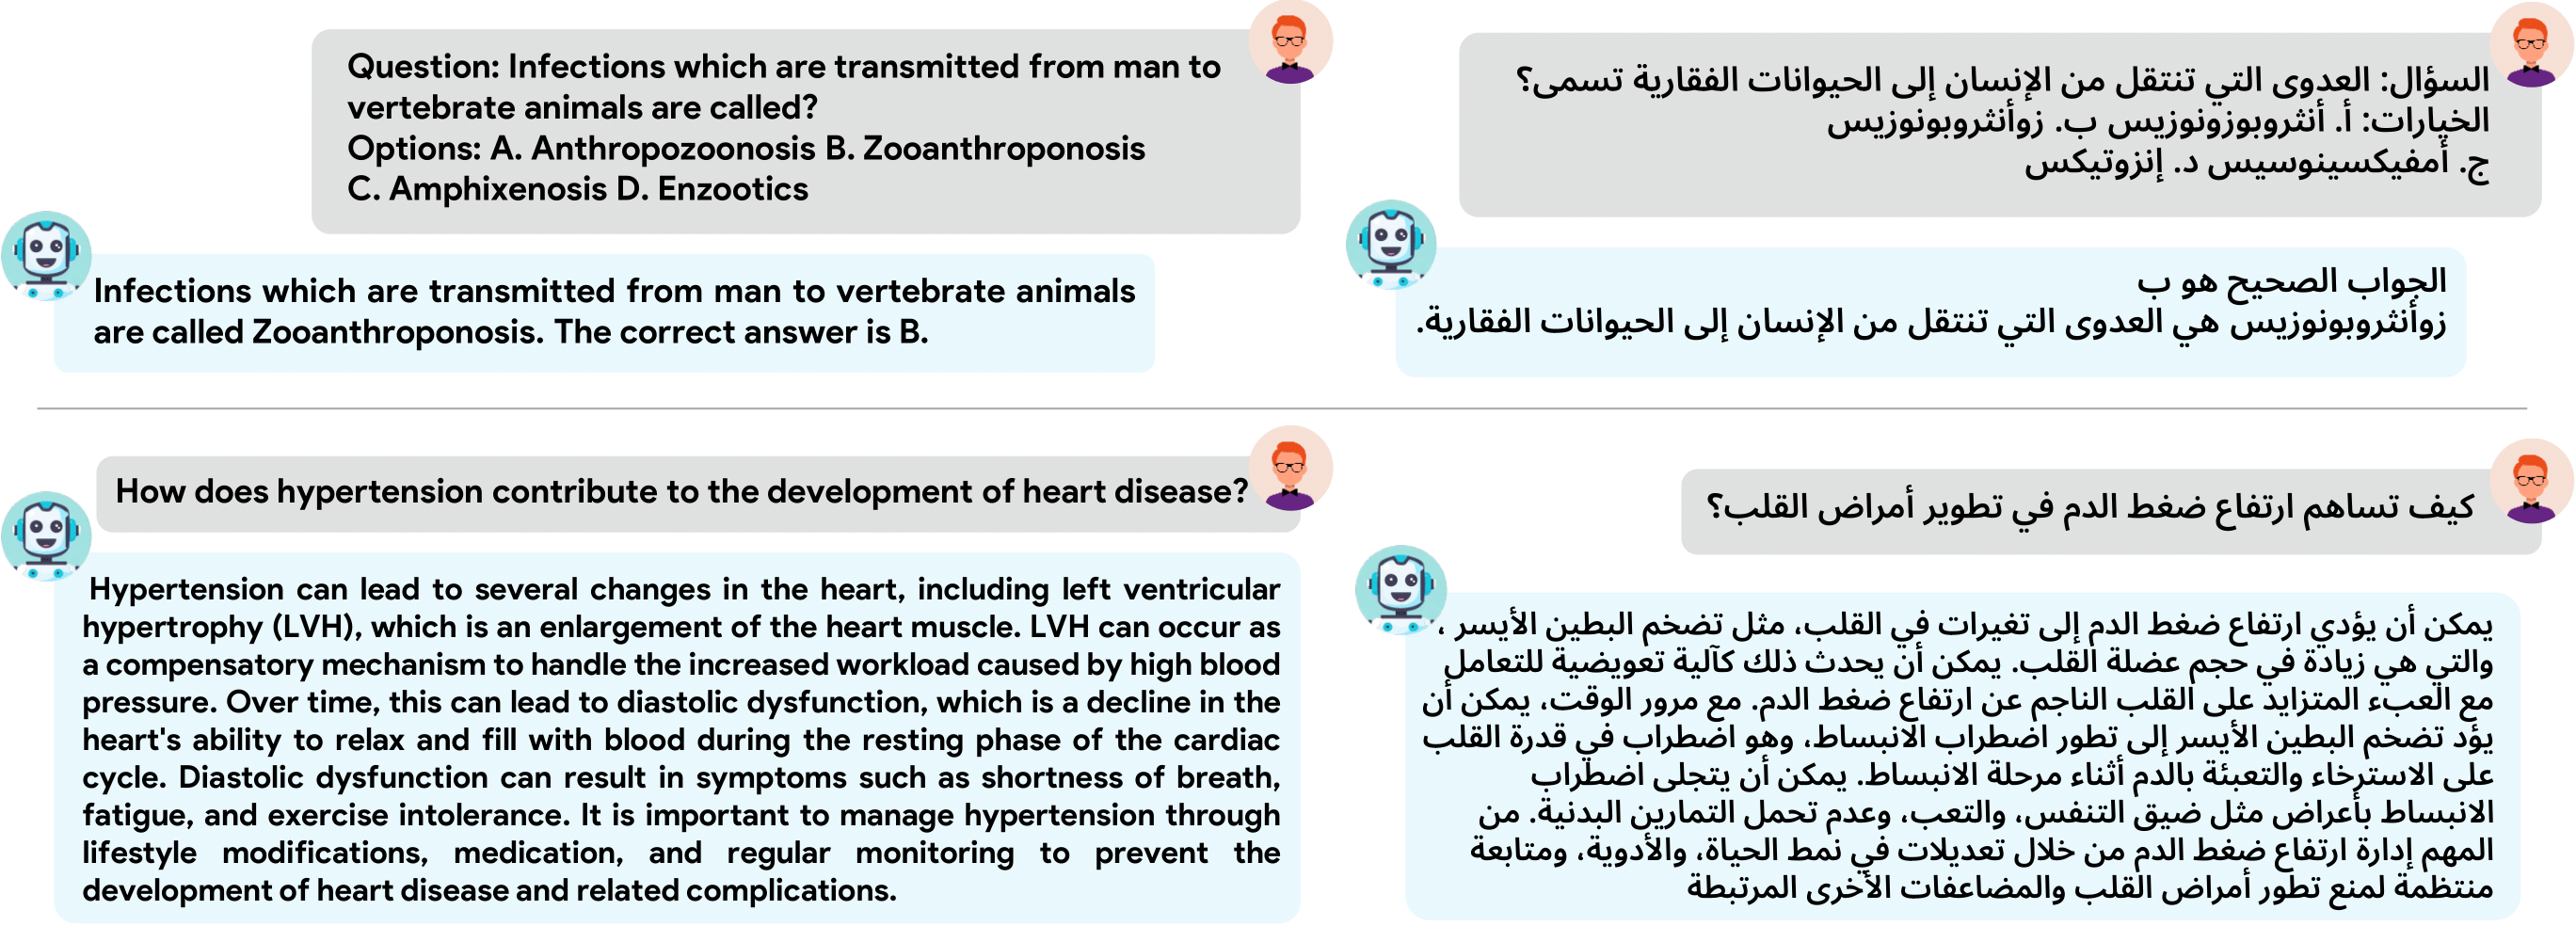 Question: Infections which are transmitted from man to
vertebrate animals are called?
Options: A. Anthropozoonosis B. Zooanthroponosis
C. Amphixenosis D. Enzootics
Infections which are transmitted from man to vertebrate animals
are called Zooanthroponosis. The correct answer is B.
السؤال: العدوى التي تنتقل من الإنسان إلى الحيوانات الفقارية تسمى؟
الخيارات: أ. أنثروبوزونوزيس ب. زوأنثروبونوزيس
ج. أمفيكسينوسيس د. إنزوتيكس
الجواب الصحيح هو ب
زوأنثروبونوزيس هي العدوى التي تنتقل من الإنسان إلى الحيوانات الفقارية.
How does hypertension contribute to the development of heart disease?
Hypertension can lead to several changes in the heart, including left ventricular
hypertrophy (LVH), which is an enlargement of the heart muscle. LVH can occur as
a compensatory mechanism to handle the increased workload caused by high blood
pressure. Over time, this can lead to diastolic dysfunction, which is a decline in the
heart's ability to relax and fill with blood during the resting phase of the cardiac
cycle. Diastolic dysfunction can result in symptoms such as shortness of breath,
fatigue, and exercise intolerance. It is important to manage hypertension through
lifestyle modifications, medication, and regular monitoring to prevent the
development of heart disease and related complications.
كيف تساهم ارتفاع ضغط الدم في تطوير أمراض القلب؟
يمكن أن يؤدي ارتفاع ضغط الدم إلى تغيرات في القلب، مثل تضخم البطين الأيسر ،
والتي هي زيادة في حجم عضلة القلب. يمكن أن يحدث ذلك كآلية تعويضية للتعامل
مع العبء المتزايد على القلب الناجم عن ارتفاع ضغط الدم. مع مرور الوقت، يمكن أن
يؤد تضخم البطين الأيسر إلى تطور اضطراب الانبساط، وهو اضطراب في قدرة القلب
على الاسترخاء والتعبئة بالدم أثناء مرحلة الانبساط. يمكن أن يتجلى اضطراب
الانبساط بأعراض مثل ضيق التنفس، والتعب، وعدم تحمل التمارين البدنية. من
المهم إدارة ارتفاع ضغط الدم من خلال تعديلات في نمط الحياة، والأدوية، ومتابعة
منتظمة لمنع تطور أمراض القلب والمضاعفات الأخرى المرتبطة